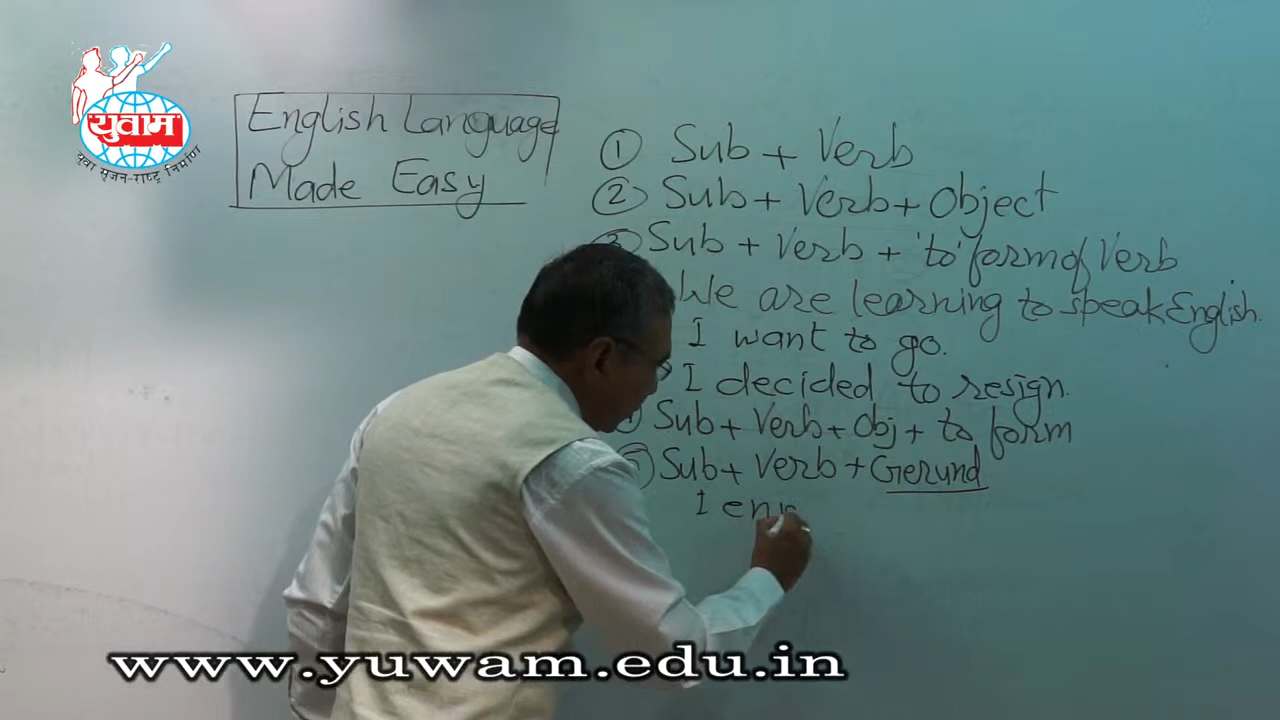 युवाम
युवा सृजन-राष्ट्र निर्माण
English Language
Made Easy
① Sub + Verb
② Sub + Verb + Object
③ Sub + Verb + 'to' form of Verb
We are learning to speak English.
I want to go.
I decided to resign.
Sub + Verb + Obj + to form
⑤ Sub + Verb + Gerund
I
www.yuwam.edu.in